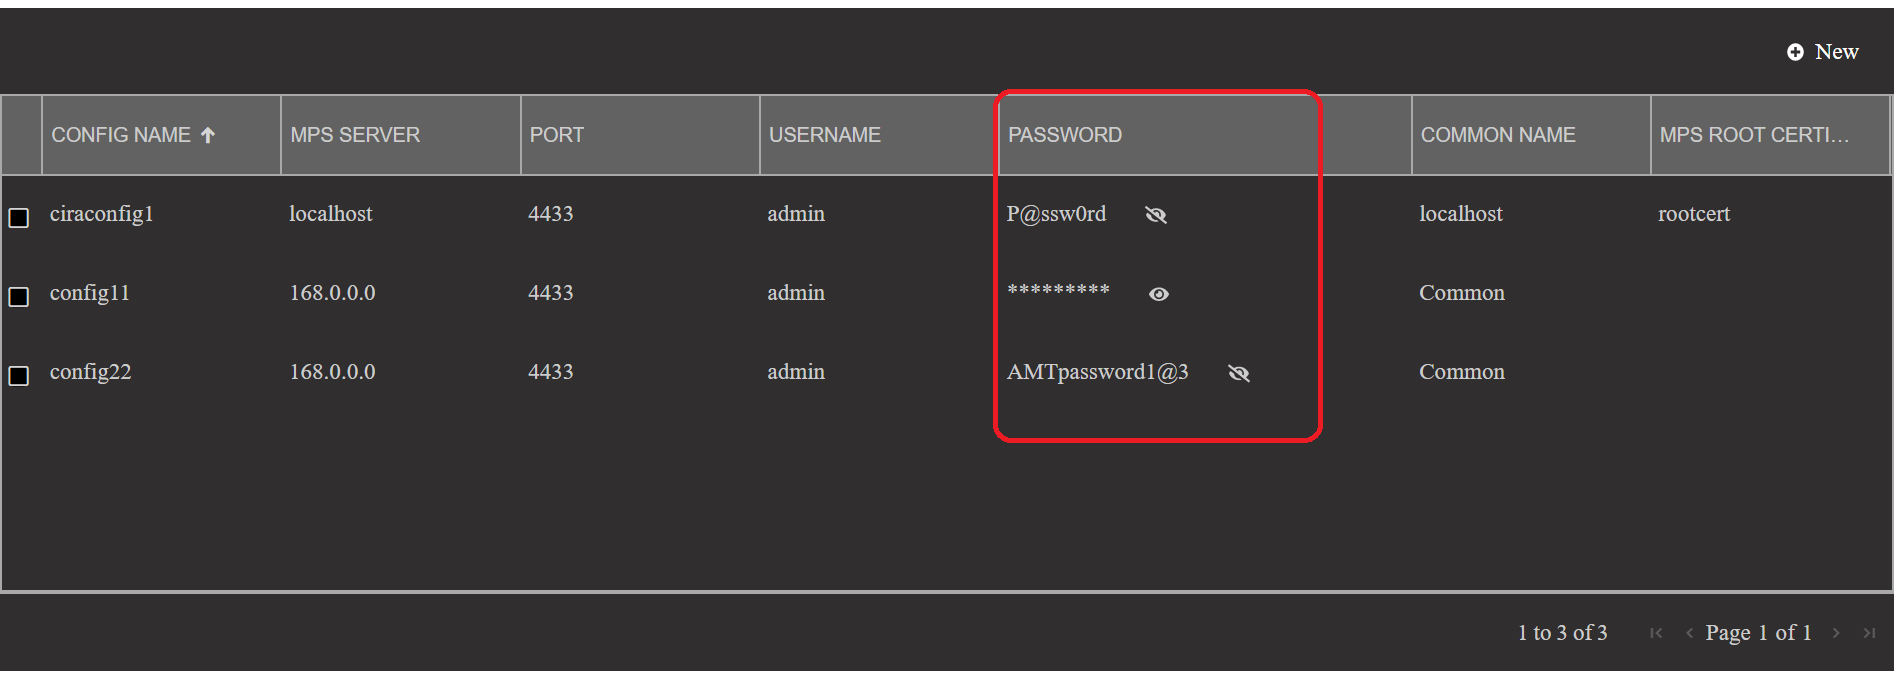 New
CONFIG NAME MPS SERVER PORT USERNAME PASSWORD COMMON NAME MPS ROOT CERTI...
ciraconfig1 localhost 4433 admin P@ssw0rd localhost rootcert
config11 168.0.0.0 4433 admin ********* Common
config22 168.0.0.0 4433 admin AMTpassword1@3 Common
1 to 3 of 3 Page 1 of 1